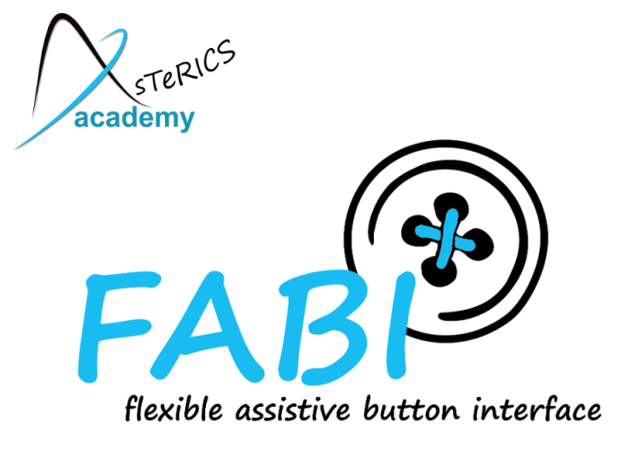 AsTeRICS
academy
FABI
flexible assistive button interface